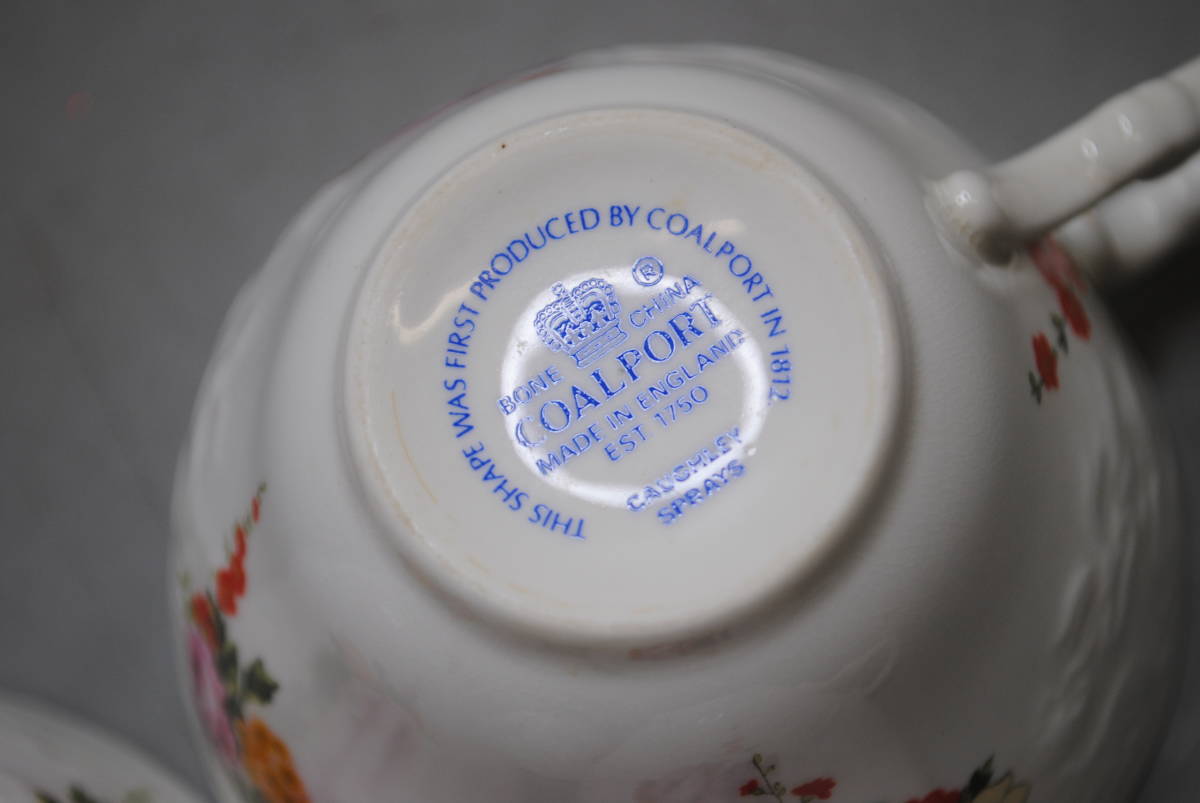 THIS SHAPE WAS FIRST PRODUCED BY COALPORT IN 1812
®
BONE CHINA
COALPORT
MADE IN ENGLAND
EST 1750
CAUGHLEY
SPRAYS